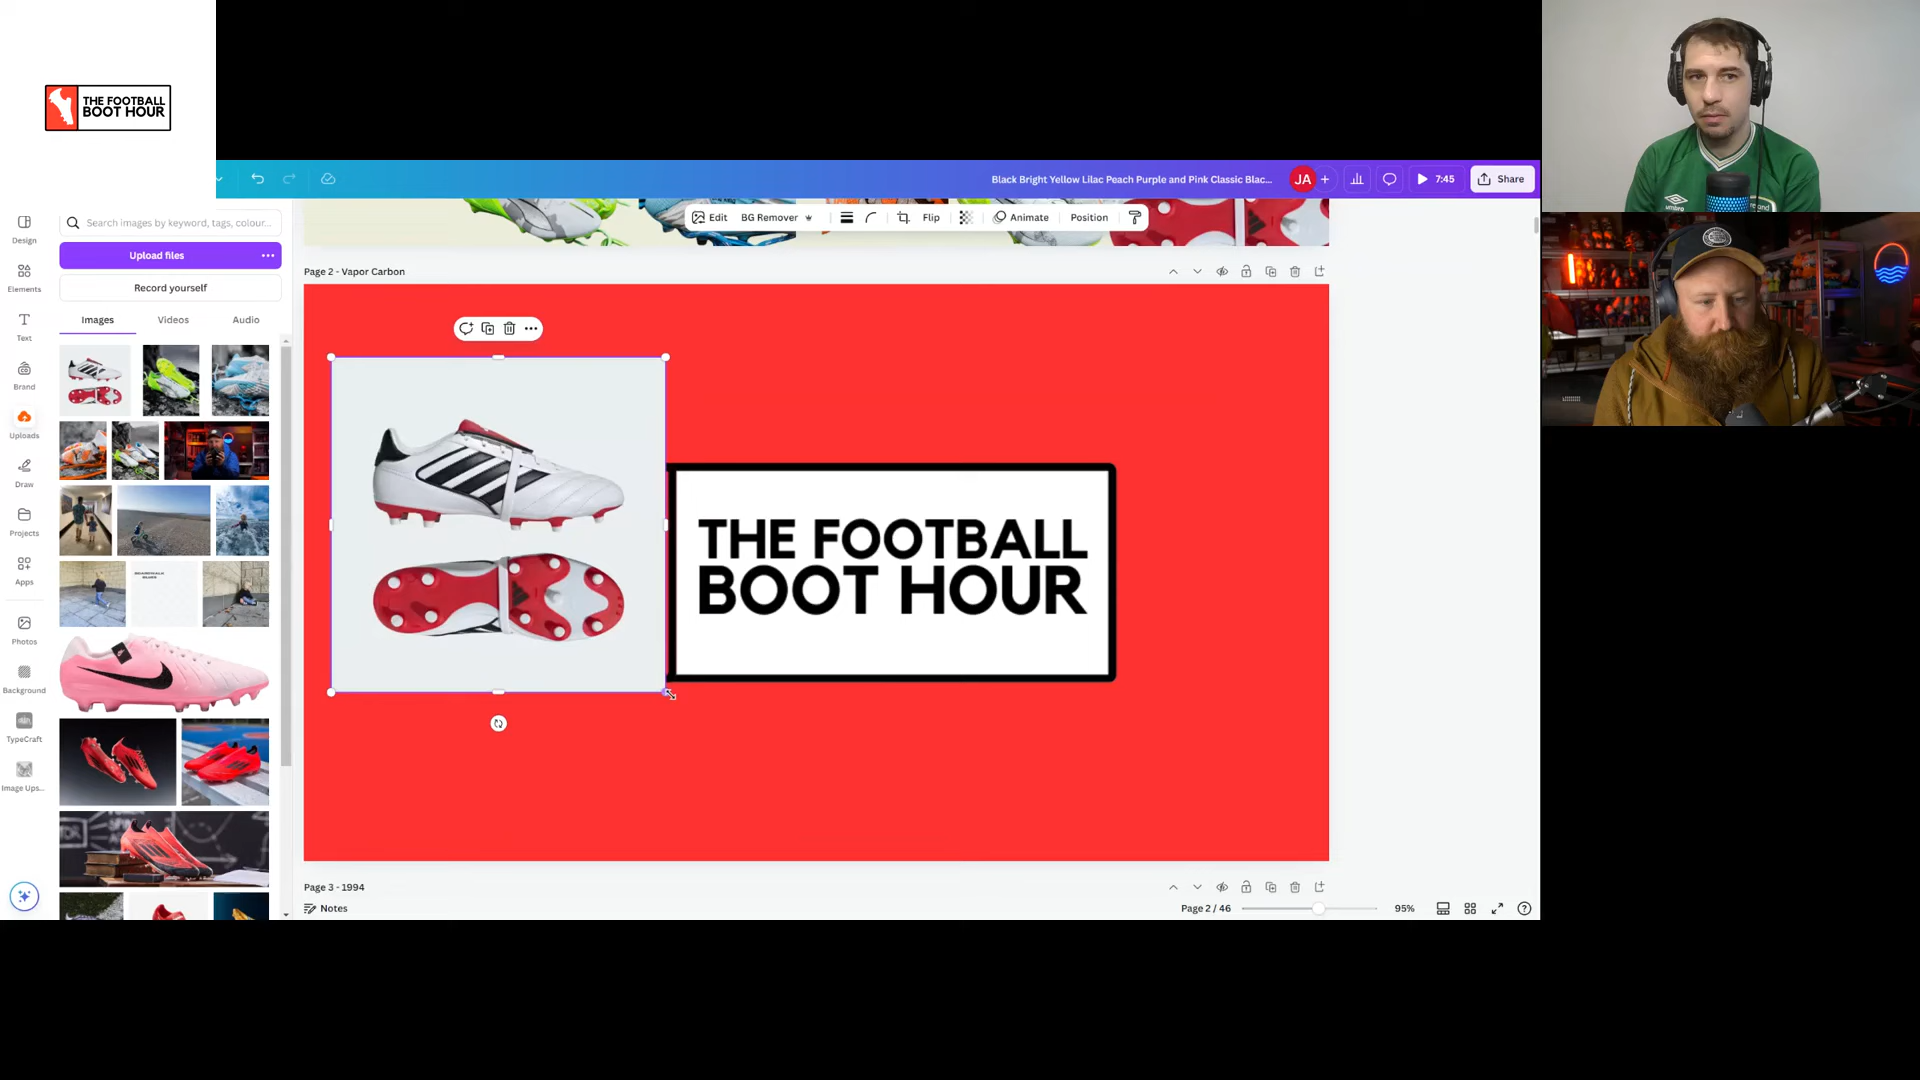 THE FOOTBALL
BOOT HOUR
Black Bright Yellow Lilac Peach Purple and Pink Classic Blac...
JA
7:45
Share
Search images by keyword, tags, colour...
Edit
BG Remover
Flip
Animate
Position
Upload files
Record yourself
Images
Videos
Audio
Design
Elements
Text
Brand
Uploads
Draw
Projects
Apps
Photos
Background
TypeCraft
Image Ups...
Page 2 - Vapor Carbon
THE FOOTBALL
BOOT HOUR
Page 3 - 1994
Notes
Page 2 / 46
95%
umbro